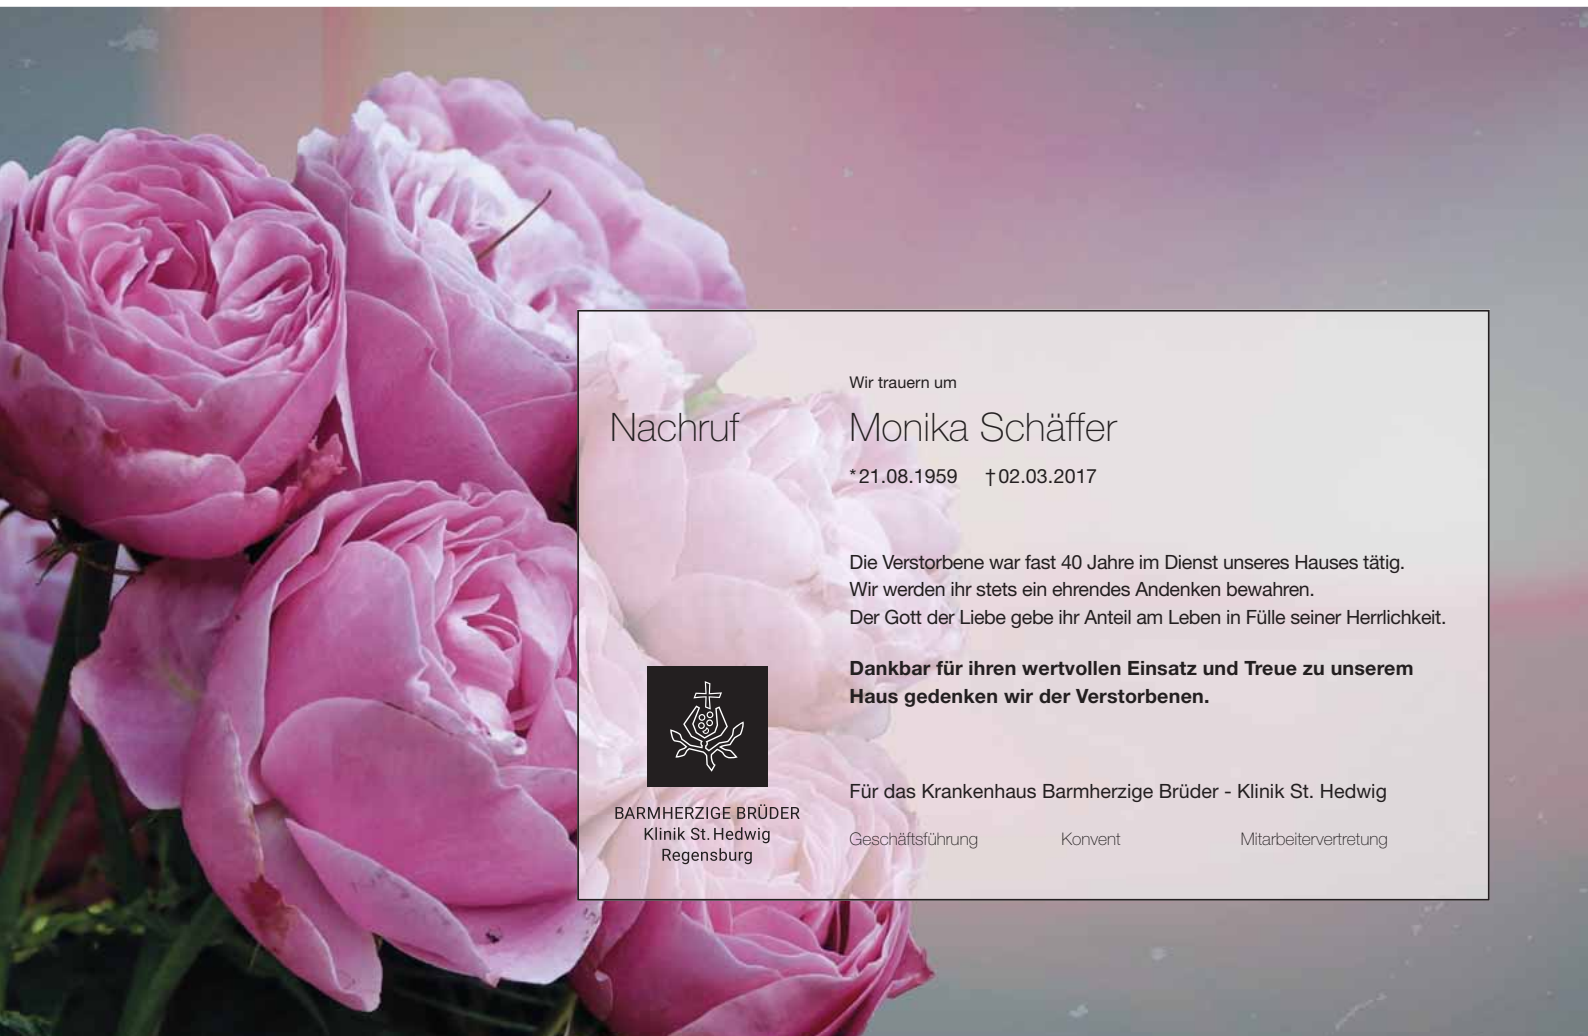 Nachruf
Wir trauern um
Monika Schäffer
*21.08.1959 †02.03.2017
Die Verstorbene war fast 40 Jahre im Dienst unseres Hauses tätig.
Wir werden ihr stets ein ehrendes Andenken bewahren.
Der Gott der Liebe gebe ihr Anteil am Leben in Fülle seiner Herrlichkeit.
Dankbar für ihren wertvollen Einsatz und Treue zu unserem
Haus gedenken wir der Verstorbenen.
Für das Krankenhaus Barmherzige Brüder - Klinik St. Hedwig
Geschäftsführung Konvent Mitarbeitervertretung
BARMHERZIGE BRÜDER
Klinik St. Hedwig
Regensburg